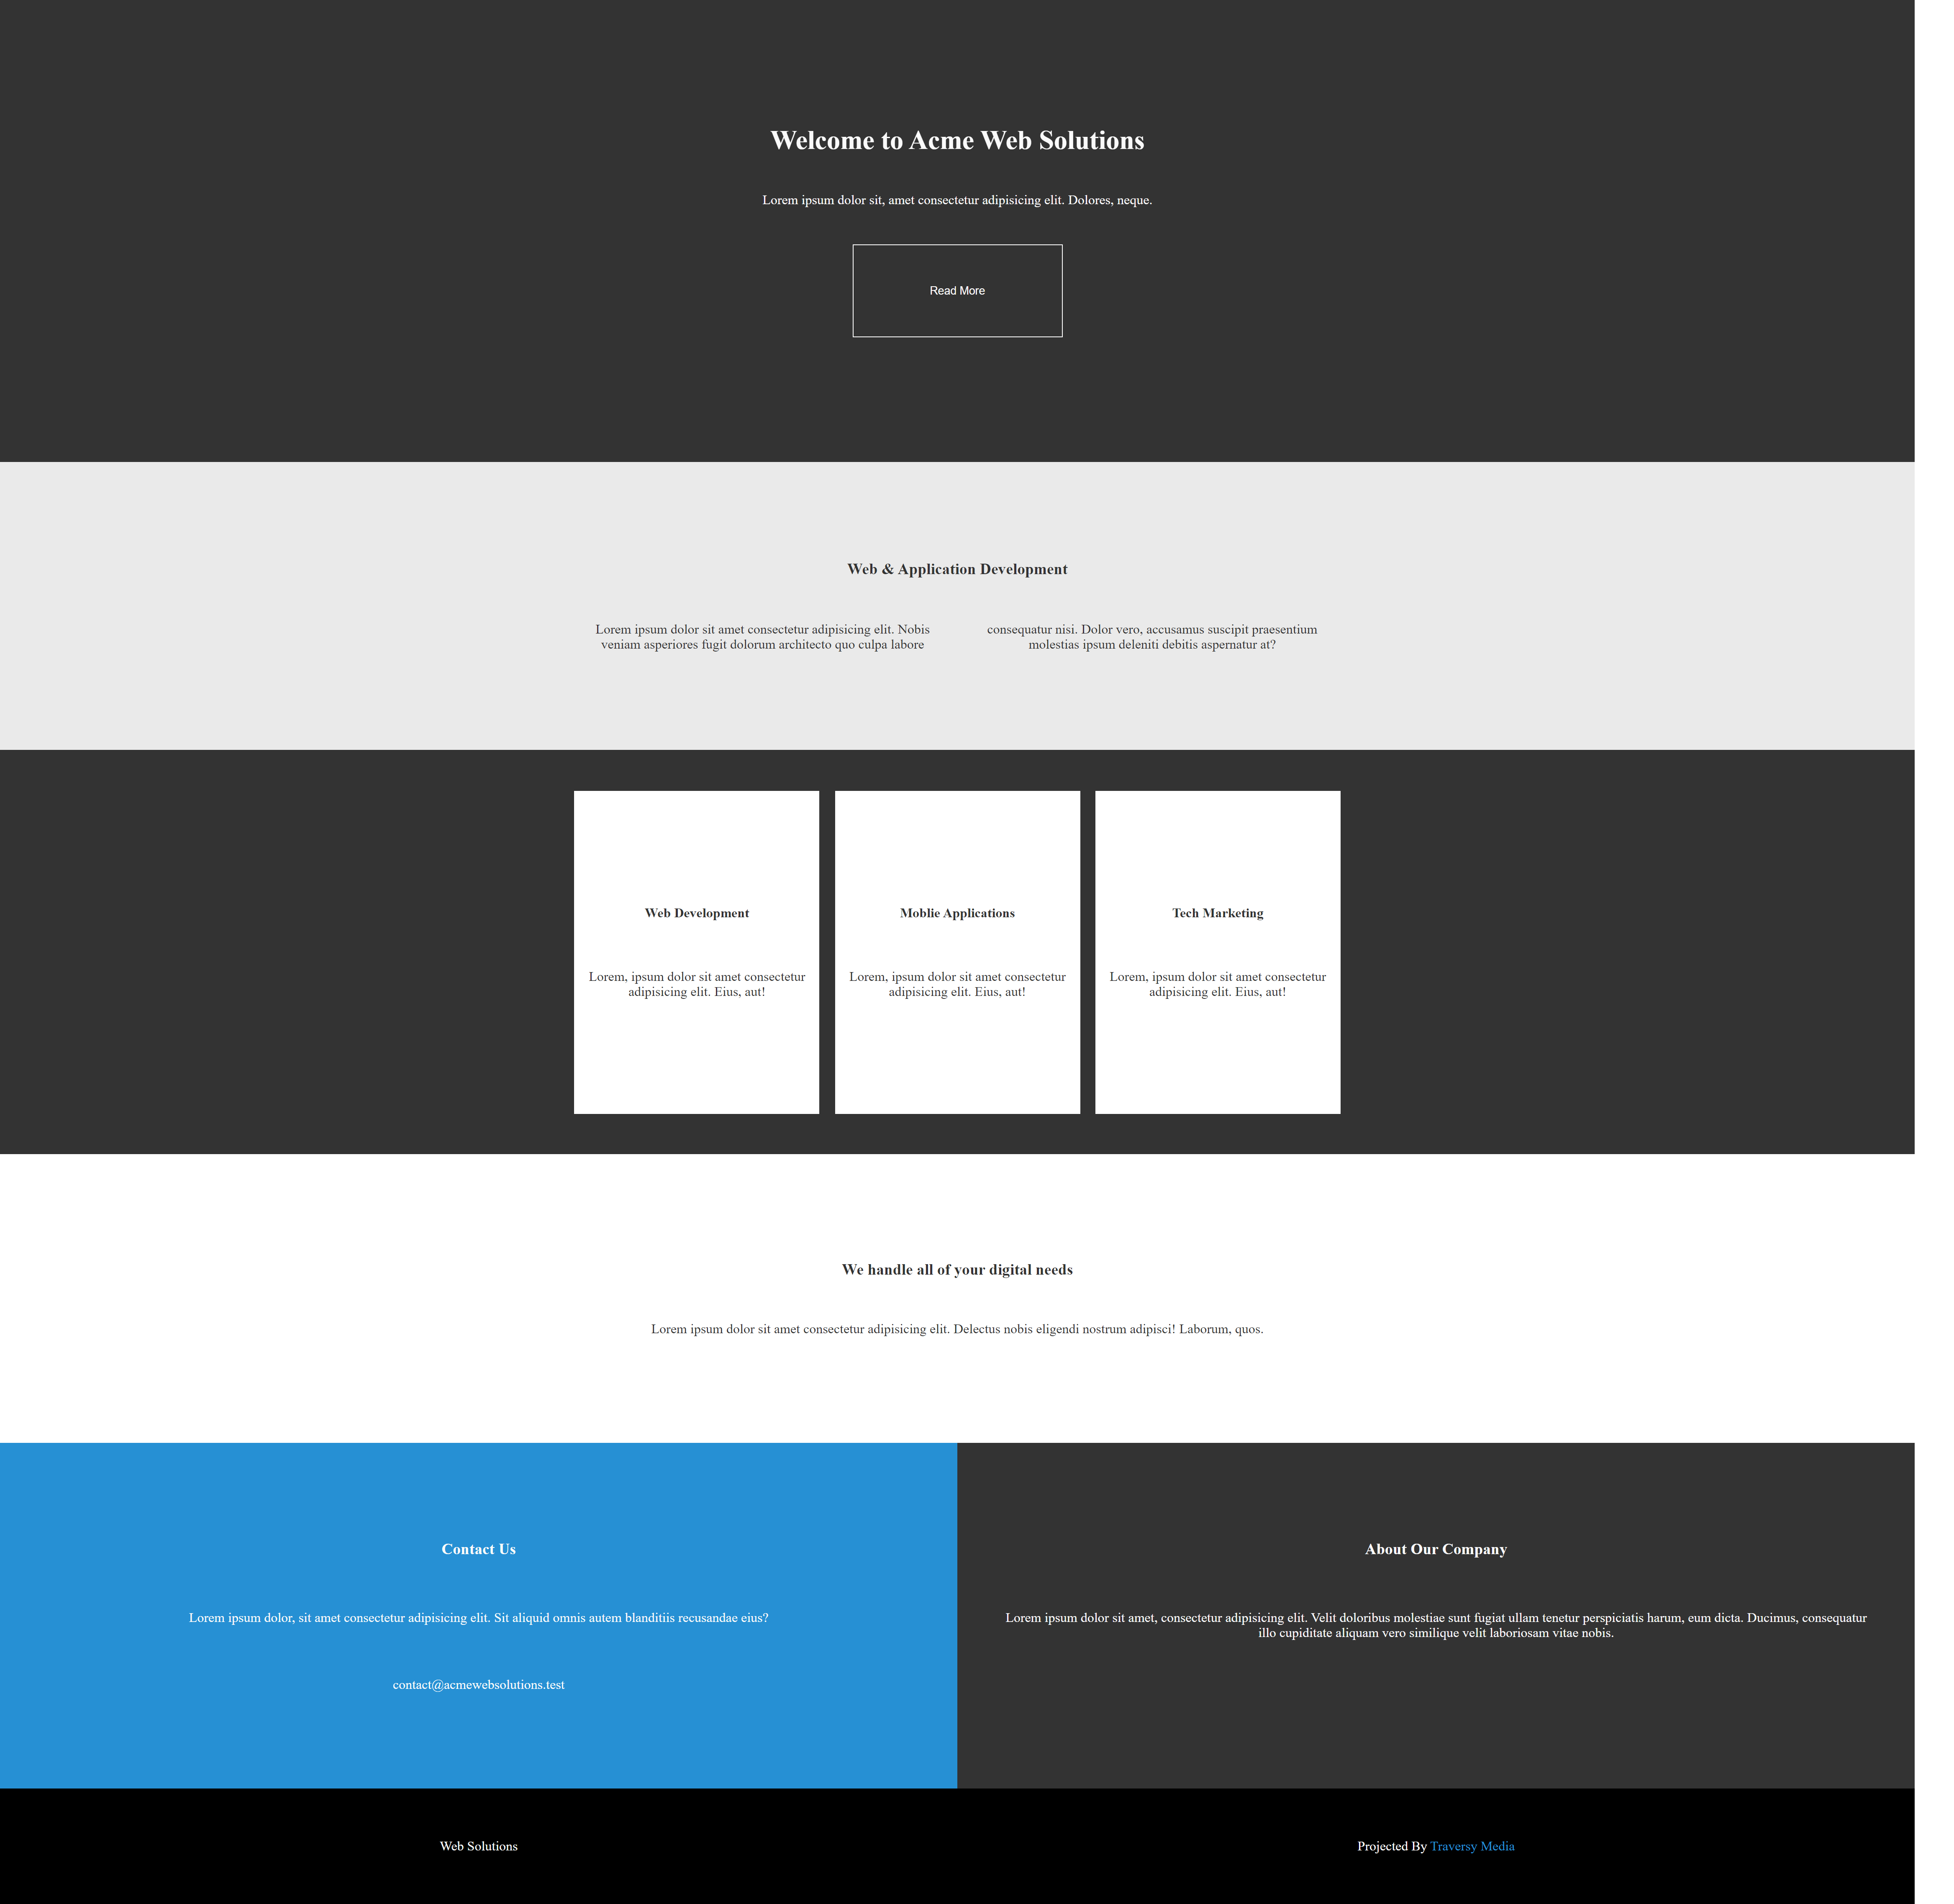 Welcome to Acme Web Solutions
Lorem ipsum dolor sit, amet consectetur adipisicing elit. Dolores, neque.
Read More
Web & Application Development
Lorem ipsum dolor sit amet consectetur adipisicing elit. Nobis
veniam asperiores fugit dolorum architecto quo culpa labore
consequatur nisi. Dolor vero, accusamus suscipit praesentium
molestias ipsum deleniti debitis aspernatur at?
Web Development
Lorem, ipsum dolor sit amet consectetur
adipisicing elit. Eius, aut!
Moblie Applications
Lorem, ipsum dolor sit amet consectetur
adipisicing elit. Eius, aut!
Tech Marketing
Lorem, ipsum dolor sit amet consectetur
adipisicing elit. Eius, aut!
We handle all of your digital needs
Lorem ipsum dolor sit amet consectetur adipisicing elit. Delectus nobis eligendi nostrum adipisci! Laborum, quos.
Contact Us
Lorem ipsum dolor, sit amet consectetur adipisicing elit. Sit aliquid omnis autem blanditiis recusandae eius?
contact@acmewebsolutions.test
About Our Company
Lorem ipsum dolor sit amet, consectetur adipisicing elit. Velit doloribus molestiae sunt fugiat ullam tenetur perspiciatis harum, eum dicta. Ducimus, consequatur
illo cupiditate aliquam vero similique velit laboriosam vitae nobis.
Web Solutions
Projected By Traversy Media